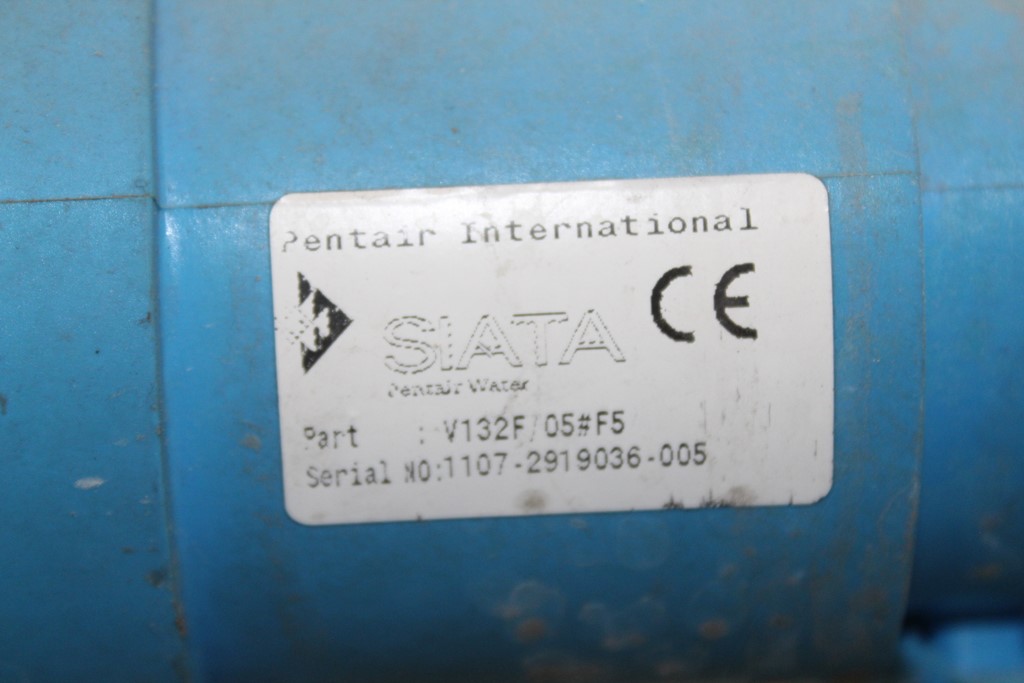 Pentair International
CE
SIATA
Pentair Water
Part : V132F/05#F5
Serial NO:1107-2919036-005